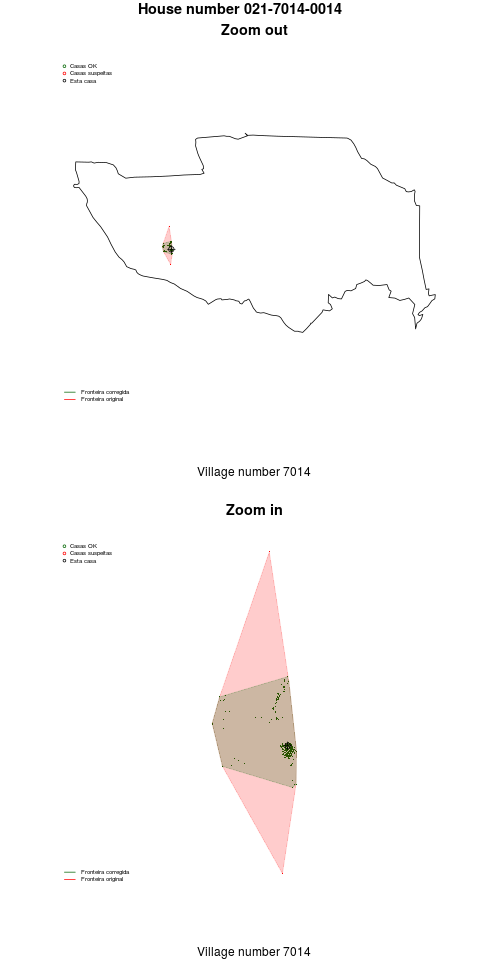 House number 021-7014-0014
Zoom out
Casas OK
Casas suspeitas
Esta casa
Fronteira corregida
Fronteira original
Village number 7014
Zoom in
Casas OK
Casas suspeitas
Esta casa
Fronteira corregida
Fronteira original
Village number 7014